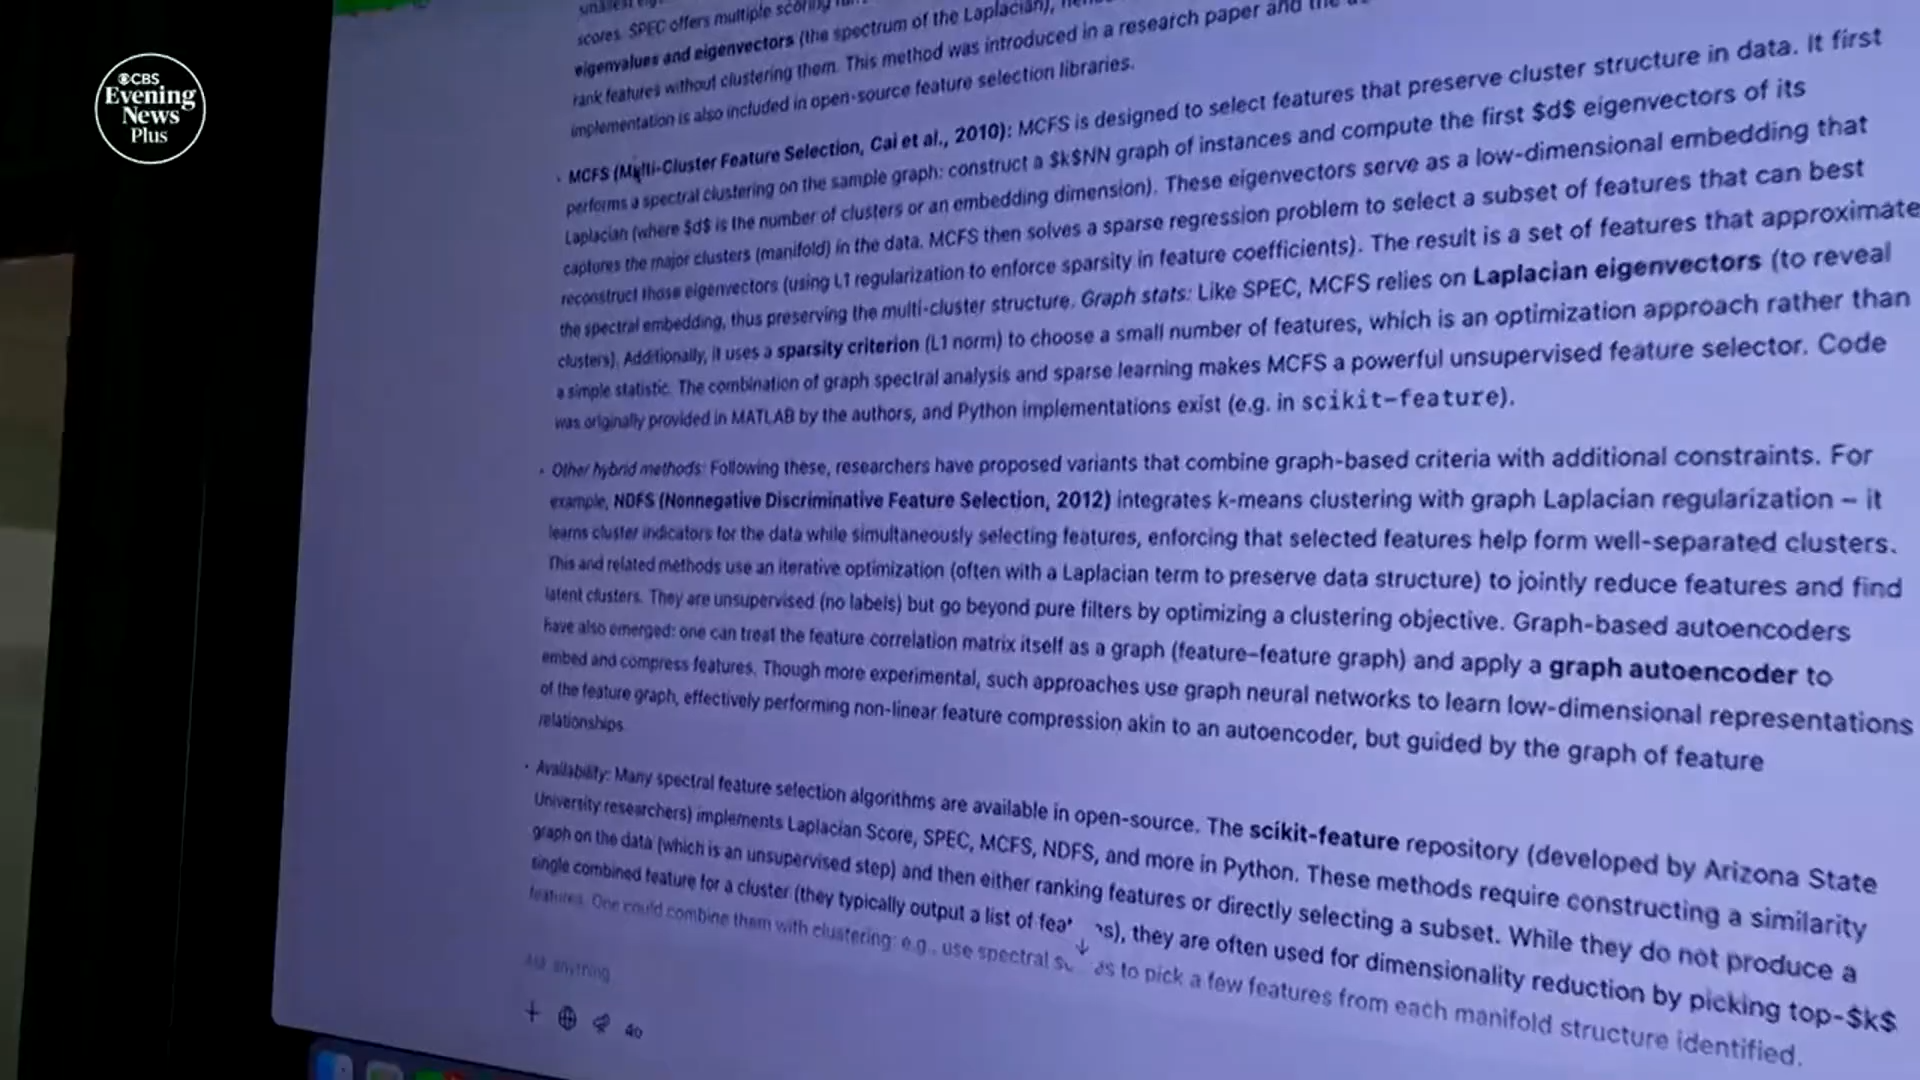 CBS
Evening
News
Plus
scores. SPEC offers multiple scoring
eigenvalues and eigenvectors (the spectrum of the Laplacian),
rank features without clustering them. This method was introduced in a research paper and the
implementation is also included in open-source feature selection libraries.
• MCFS (Multi-Cluster Feature Selection, Cai et al., 2010): MCFS is designed to select features that preserve cluster structure in data. It first
performs a spectral clustering on the sample graph: construct a $k$NN graph of instances and compute the first $d$ eigenvectors of its
Laplacian (where $d$ is the number of clusters or an embedding dimension). These eigenvectors serve as a low-dimensional embedding that
captures the major clusters (manifold) in the data. MCFS then solves a sparse regression problem to select a subset of features that can best
reconstruct those eigenvectors (using L1 regularization to enforce sparsity in feature coefficients). The result is a set of features that approximate
the spectral embedding, thus preserving the multi-cluster structure. Graph stats: Like SPEC, MCFS relies on Laplacian eigenvectors (to reveal
clusters). Additionally, it uses a sparsity criterion (L1 norm) to choose a small number of features, which is an optimization approach rather than
a simple statistic. The combination of graph spectral analysis and sparse learning makes MCFS a powerful unsupervised feature selector. Code
was originally provided in MATLAB by the authors, and Python implementations exist (e.g. in scikit-feature).
• Other hybrid methods: Following these, researchers have proposed variants that combine graph-based criteria with additional constraints. For
example, NDFS (Nonnegative Discriminative Feature Selection, 2012) integrates k-means clustering with graph Laplacian regularization – it
learns cluster indicators for the data while simultaneously selecting features, enforcing that selected features help form well-separated clusters.
This and related methods use an iterative optimization (often with a Laplacian term to preserve data structure) to jointly reduce features and find
latent clusters. They are unsupervised (no labels) but go beyond pure filters by optimizing a clustering objective. Graph-based autoencoders
have also emerged: one can treat the feature correlation matrix itself as a graph (feature–feature graph) and apply a graph autoencoder to
embed and compress features. Though more experimental, such approaches use graph neural networks to learn low-dimensional representations
of the feature graph, effectively performing non-linear feature compression akin to an autoencoder, but guided by the graph of feature
relationships.
• Availability: Many spectral feature selection algorithms are available in open-source. The scikit-feature repository (developed by Arizona State
University researchers) implements Laplacian Score, SPEC, MCFS, NDFS, and more in Python. These methods require constructing a similarity
graph on the data (which is an unsupervised step) and then either ranking features or directly selecting a subset. While they do not produce a
single combined feature for a cluster (they typically output a list of they are often used for dimensionality reduction by picking top-$k$
features. One could combine them with clustering: e.g., use spectral to pick a few features from each manifold structure identified.
Ask anything
4o